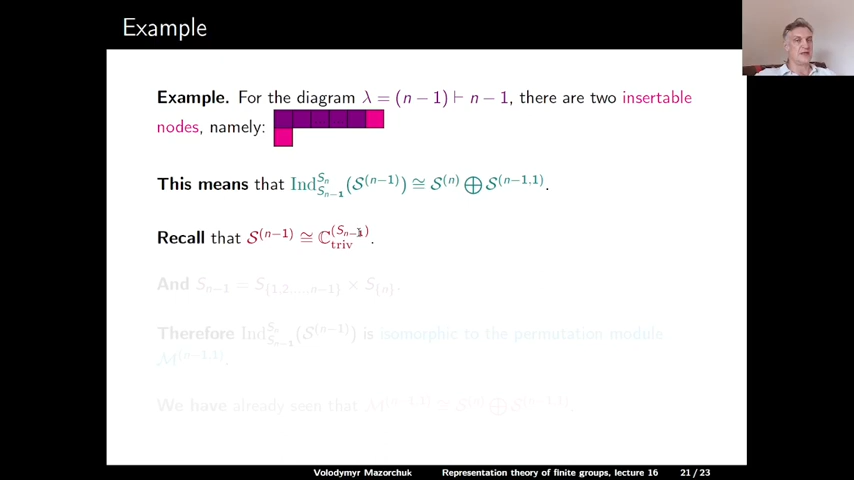 Example
Example. For the diagram λ = (n − 1) ⊢ n − 1, there are two insertable
nodes, namely:
This means that Ind^{S_n}_{S_{n−1}}(𝒮^{(n−1)}) ≅ 𝒮^{(n)} ⊕ 𝒮^{(n−1,1)}.
Recall that 𝒮^{(n−1)} ≅ ℂ^{(S_{n−1})}_{triv}.
And S_{n−1} = S_{{1,2,...,n−1}} × S_{{n}}.
Therefore Ind^{S_n}_{S_{n−1}}(𝒮^{(n−1)}) is isomorphic to the permutation module
ℳ^{(n−1,1)}.
We have already seen that ℳ^{(n−1,1)} ≅ 𝒮^{(n)} ⊕ 𝒮^{(n−1,1)}.
Volodymyr Mazorchuk Representation theory of finite groups, lecture 16 21 / 23